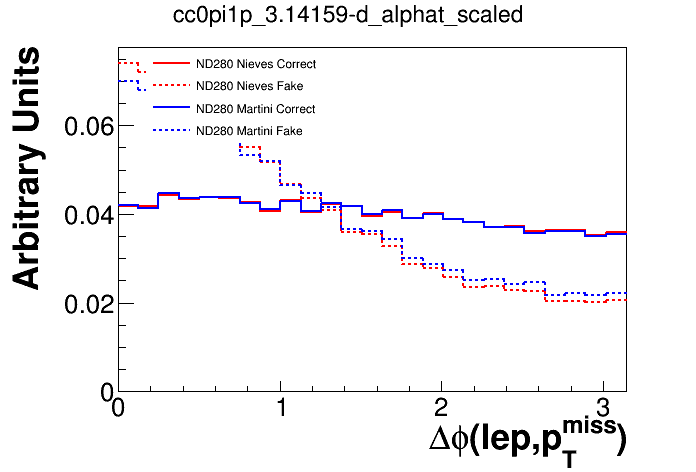 cc0pi1p_3.14159-d_alphat_scaled
Arbitrary Units
ND280 Nieves Correct
ND280 Nieves Fake
ND280 Martini Correct
ND280 Martini Fake
0.06
0.04
0.02
0
0 1 2 3
Δϕ(lep,p_T^miss)